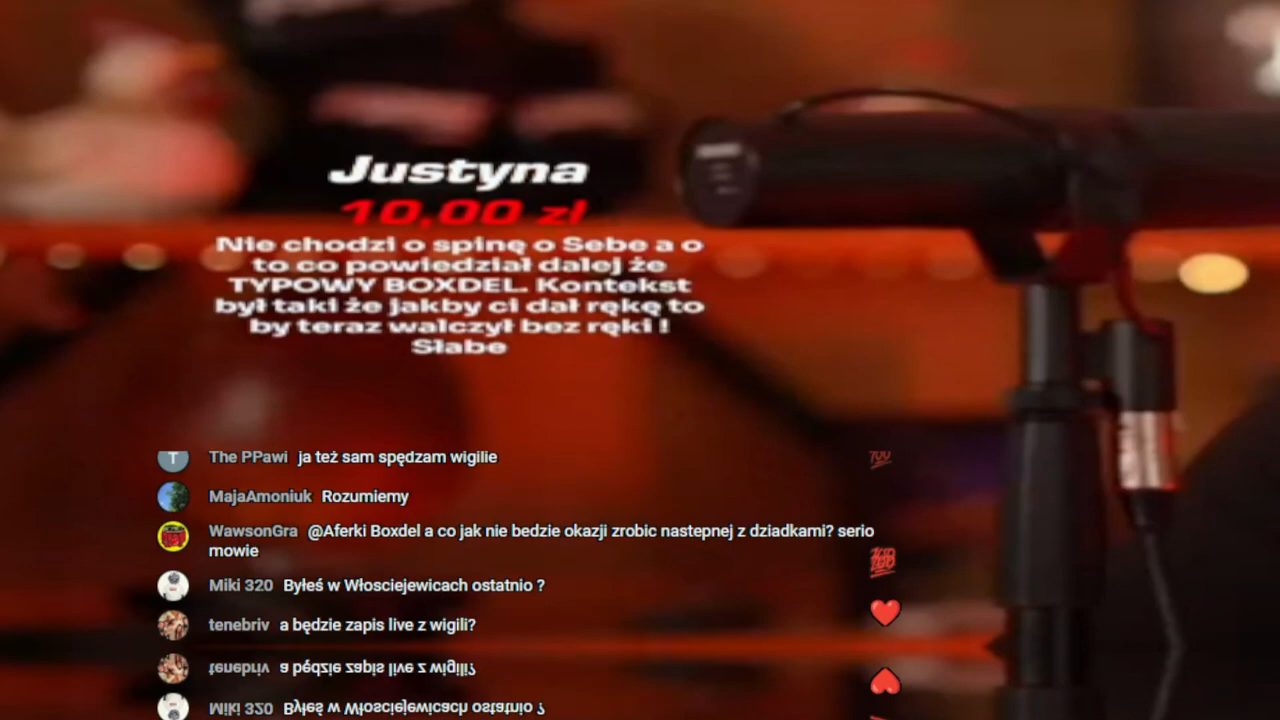 Justyna
10,00 zł
Nie chodzi o spinę o Sebe a o
to co powiedział dalej że
TYPOWY BOXDEL. Kontekst
był taki że jakby ci dał rękę to
by teraz walczył bez ręki !
Słabe
T The PPawi ja też sam spędzam wigilie
MajaAmoniuk Rozumiemy
WawsonGra @Aferki Boxdel a co jak nie bedzie okazji zrobic nastepnej z dziadkami? serio
mowie
Miki 320 Byłeś w Włosciejewicach ostatnio ?
tenebriv a będzie zapis live z wigili?
tenebriv a będzie zapis live z wigili?
Miki 320 Byłeś w Włosciejewicach ostatnio ?